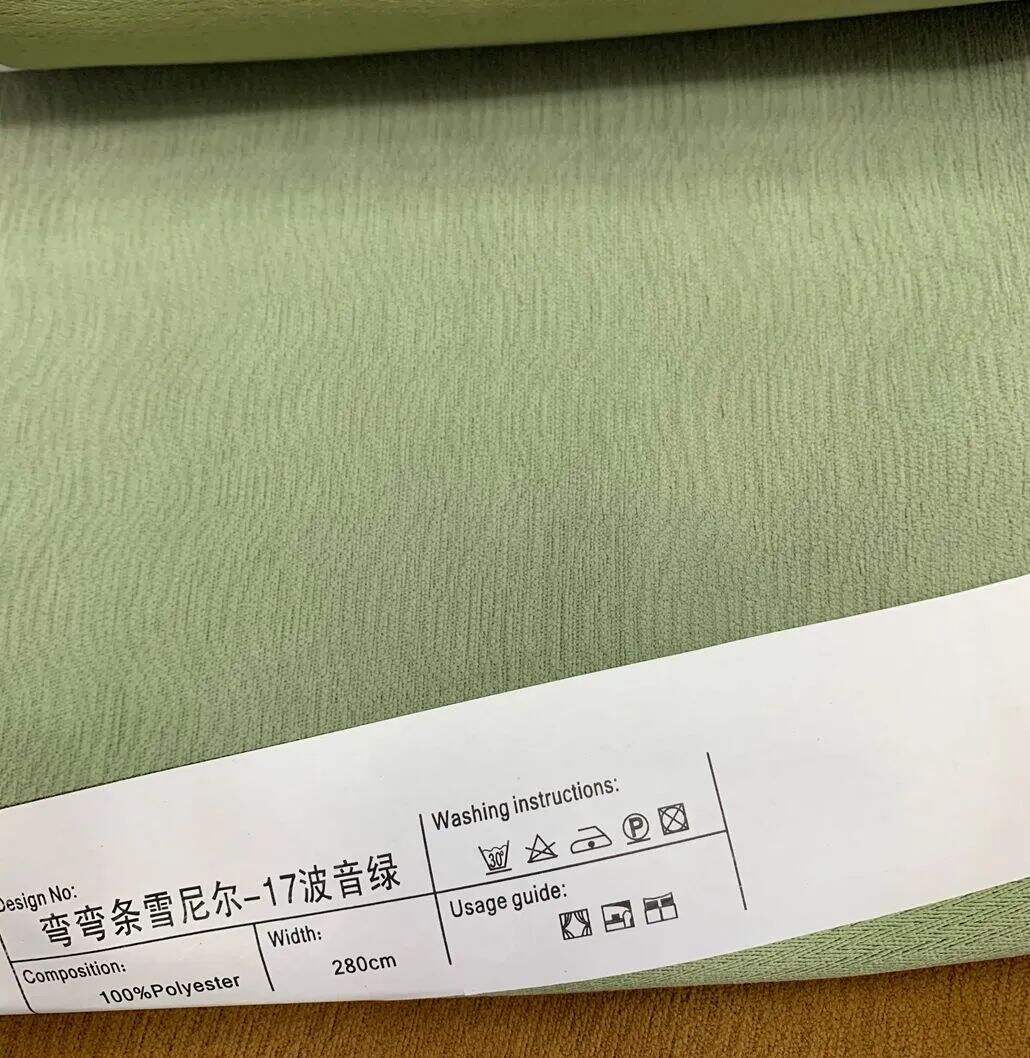 Design No:
弯弯条雪尼尔-17波音绿
Composition:
100%Polyester
Width:
280cm
Washing instructions:
30°
P
Usage guide: